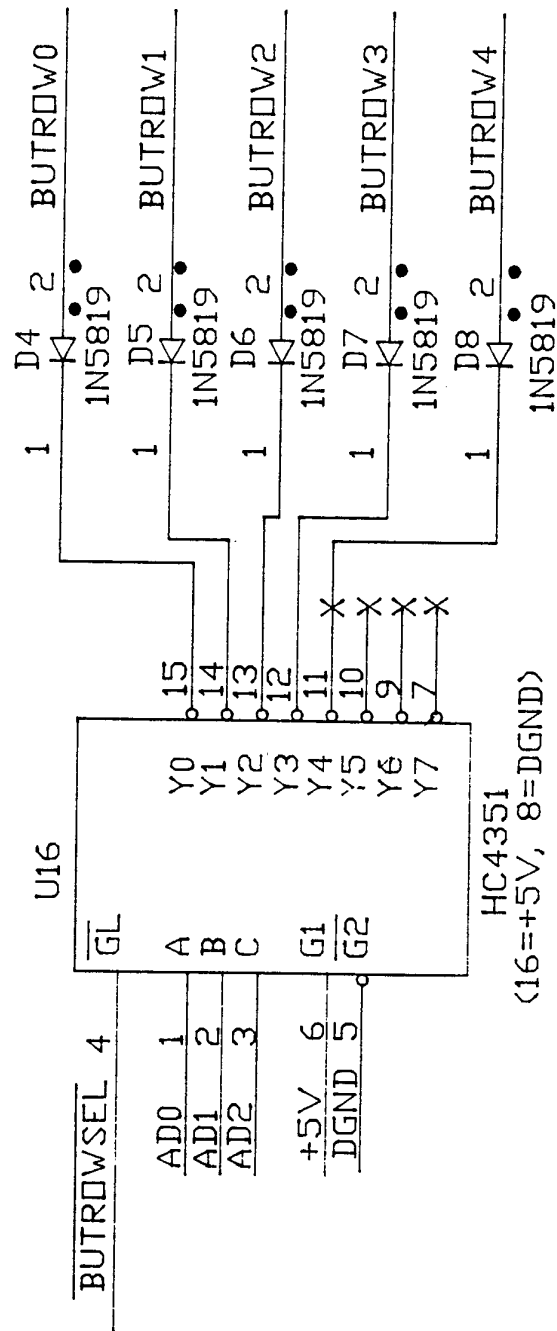 BUTROW0
D4
1
2
1N5819
BUTROW1
D5
1
2
1N5819
BUTROW2
D6
1
2
1N5819
BUTROW3
D7
1
2
1N5819
BUTROW4
D8
1
2
1N5819
U16
BUTROWSEL 4
GL
AD0 1 A
AD1 2 B
AD2 3 C
+5V 6 G1
DGND 5 G2
Y0 15
Y1 14
Y2 13
Y3 12
Y4 11
Y5 10
Y6 9
Y7 7
HC4351
(16=+5V, 8=DGND)